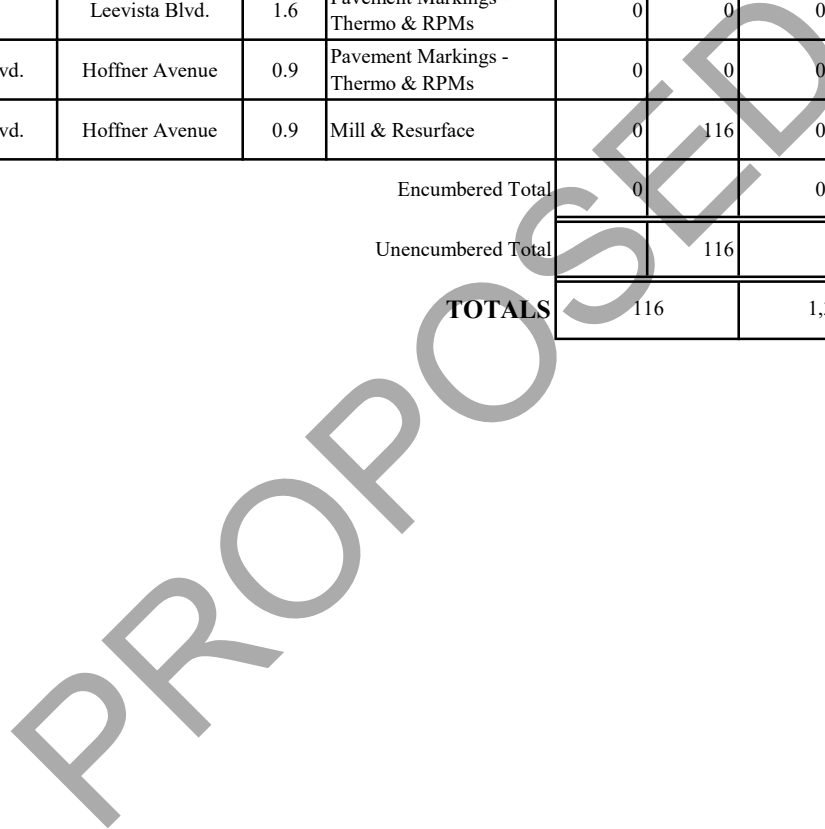 Leevista Blvd. 1.6 Pavement Markings
Thermo & RPMs 0 0 0
vd. Hoffner Avenue 0.9 Pavement Markings -
Thermo & RPMs 0 0 0
vd. Hoffner Avenue 0.9 Mill & Resurface 0 116 0
Encumbered Total 0 0
Unencumbered Total 116
TOTALS 116 1,
PROPOSED